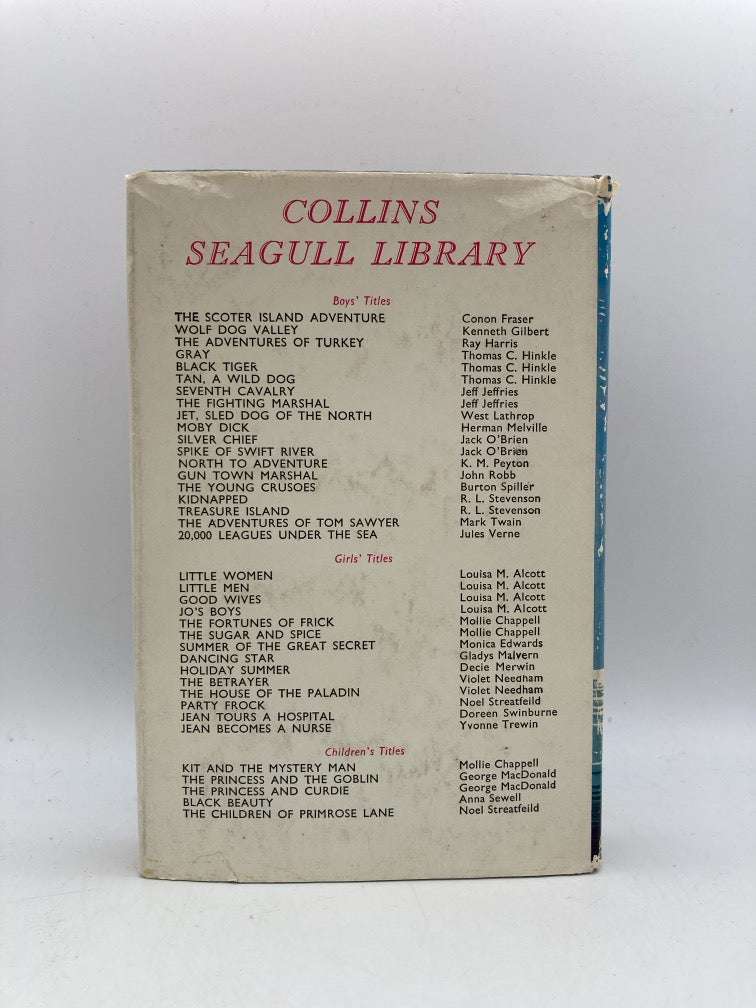 COLLINS
SEAGULL LIBRARY
Boys' Titles
THE SCOTER ISLAND ADVENTURE Conon Fraser
WOLF DOG VALLEY Kenneth Gilbert
THE ADVENTURES OF TURKEY Ray Harris
GRAY Thomas C. Hinkle
BLACK TIGER Thomas C. Hinkle
TAN, A WILD DOG Thomas C. Hinkle
SEVENTH CAVALRY Jeff Jeffries
THE FIGHTING MARSHAL Jeff Jeffries
JET, SLED DOG OF THE NORTH West Lathrop
MOBY DICK Herman Melville
SILVER CHIEF Jack O'Brien
SPIKE OF SWIFT RIVER Jack O'Brien
NORTH TO ADVENTURE K. M. Peyton
GUN TOWN MARSHAL John Robb
THE YOUNG CRUSOES Burton Spiller
KIDNAPPED R. L. Stevenson
TREASURE ISLAND R. L. Stevenson
THE ADVENTURES OF TOM SAWYER Mark Twain
20,000 LEAGUES UNDER THE SEA Jules Verne
Girls' Titles
LITTLE WOMEN Louisa M. Alcott
LITTLE MEN Louisa M. Alcott
GOOD WIVES Louisa M. Alcott
JO'S BOYS Louisa M. Alcott
THE FORTUNES OF FRICK Mollie Chappell
THE SUGAR AND SPICE Mollie Chappell
SUMMER OF THE GREAT SECRET Monica Edwards
DANCING STAR Gladys Malvern
HOLIDAY SUMMER Decie Merwin
THE BETRAYER Violet Needham
THE HOUSE OF THE PALADIN Violet Needham
PARTY FROCK Noel Streatfeild
JEAN TOURS A HOSPITAL Doreen Swinburne
JEAN BECOMES A NURSE Yvonne Trewin
Children's Titles
KIT AND THE MYSTERY MAN Mollie Chappell
THE PRINCESS AND THE GOBLIN George MacDonald
THE PRINCESS AND CURDIE George MacDonald
BLACK BEAUTY Anna Sewell
THE CHILDREN OF PRIMROSE LANE Noel Streatfeild